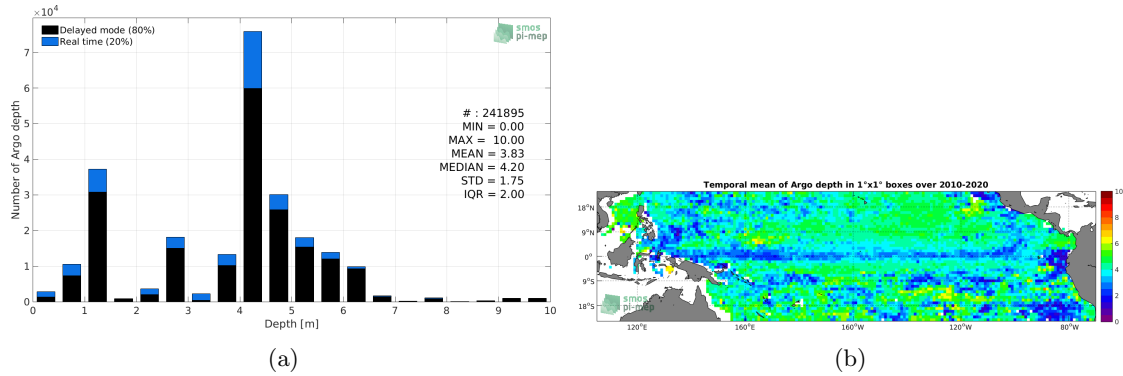 ×10⁴
Delayed mode (80%)
Real time (20%)
smos
pi-mep
7
6
5
4
3
2
1
0
Number of Argo depth
# : 241895
MIN = 0.00
MAX = 10.00
MEAN = 3.83
MEDIAN = 4.20
STD = 1.75
IQR = 2.00
0 1 2 3 4 5 6 7 8 9 10
Depth [m]
(a)
Temporal mean of Argo depth in 1°x1° boxes over 2010-2020
18°N
9°N
0°
9°S
18°S
smos
pi-mep
120°E 160°E 160°W 120°W 80°W
10
8
6
4
2
0
(b)